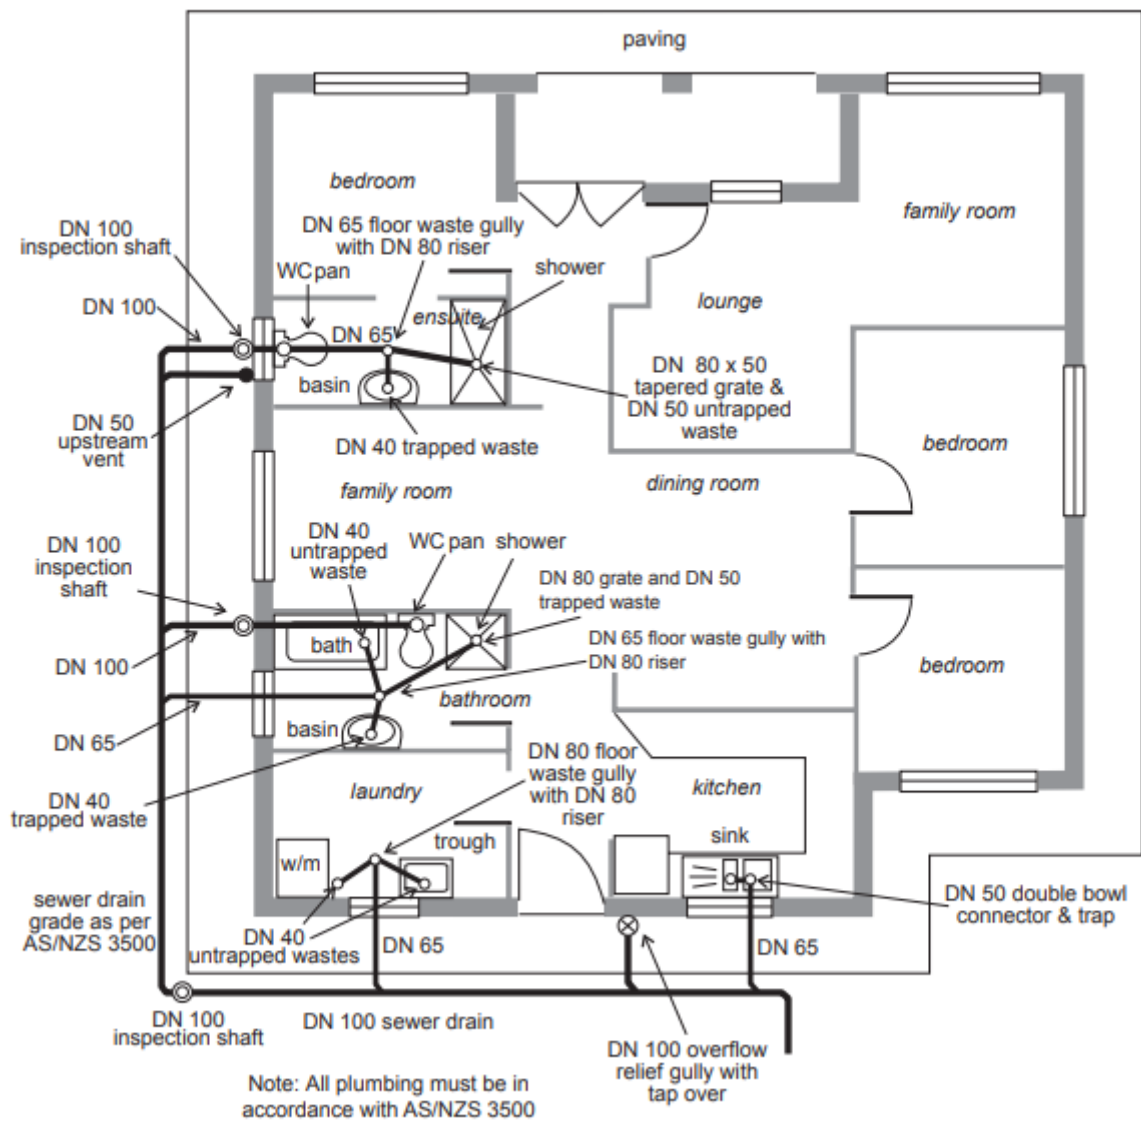 paving
bedroom
family room
DN 65 floor waste gully
with DN 80 riser
DN 100
inspection shaft
WC pan
shower
DN 100
ensuite
lounge
DN 65
basin
DN 80 x 50
tapered grate &
DN 50 untrapped
waste
DN 50
upstream
vent
DN 40 trapped waste
bedroom
family room
dining room
DN 40
untrapped
waste
WC pan
shower
DN 100
inspection
shaft
DN 80 grate and DN 50
trapped waste
bath
DN 65 floor waste gully with
DN 80 riser
DN 100
bedroom
bathroom
basin
DN 65
DN 80 floor
waste gully
with DN 80
riser
laundry
kitchen
DN 40
trapped waste
trough
sink
w/m
sewer drain
grade as per
AS/NZS 3500
DN 50 double bowl
connector & trap
DN 40
untrapped wastes
DN 65
DN 65
DN 100
inspection shaft
DN 100 sewer drain
DN 100 overflow
relief gully with
tap over
Note: All plumbing must be in
accordance with AS/NZS 3500